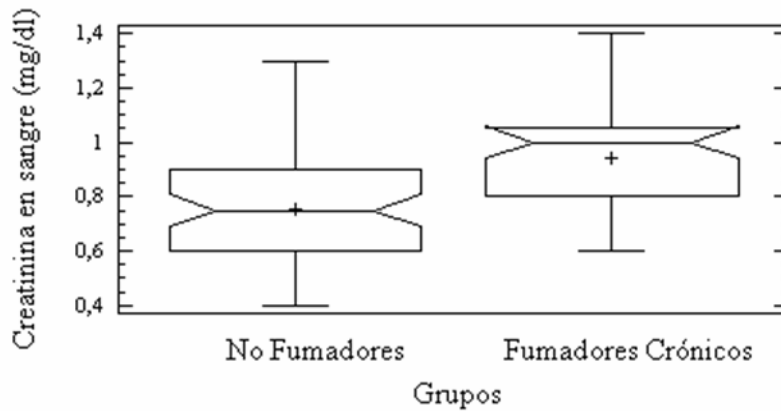 Creatinina en sangre (mg/dl)
1,4
1,2
1
0,8
0,6
0,4
No Fumadores
Fumadores Crónicos
Grupos